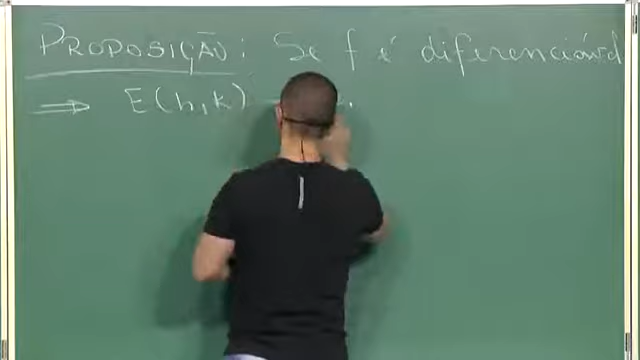 PROPOSIÇÃO: Se f é diferenciável
⇒ E(h,k)